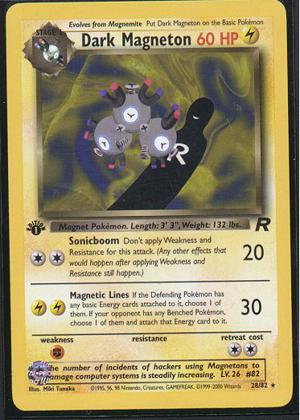 Evolves from Magnemite Put Dark Magneton on the Basic Pokémon
STAGE 1
Dark Magneton 60 HP
R
EDITION
1
Magnet Pokémon. Length: 3' 3", Weight: 132 lbs.
R
Sonicboom Don't apply Weakness and
Resistance for this attack. (Any other effects that
would happen after applying Weakness and
Resistance still happen.)
20
Magnetic Lines If the Defending Pokémon
has any basic Energy cards attached to it,
choose 1 of them. If your opponent has any
Benched Pokémon, choose 1 of them and
attach that Energy card to it.
30
weakness resistance retreat cost
The number of incidents of hackers using Magnetons to
damage computer systems is steadily increasing. LV. 26 #82
Illus. Miki Tanaka ©1995, 96, 98 Nintendo, Creatures, GAMEFREAK. ©1999-2000 Wizards. 28/82 ★